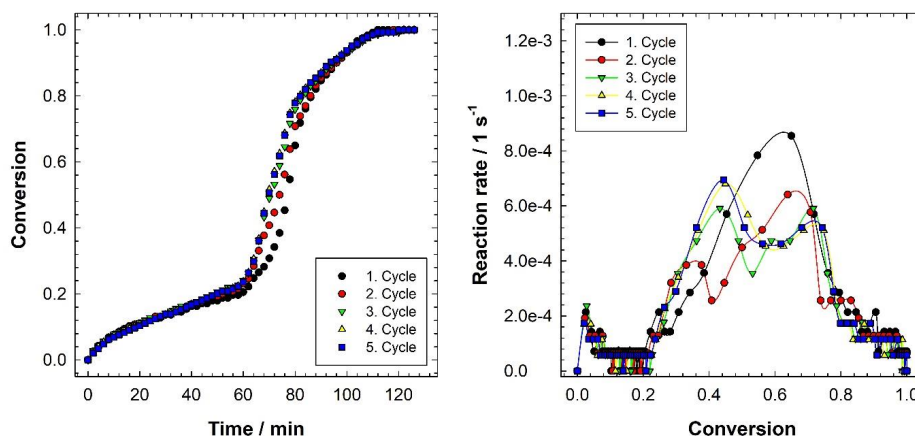 1.0
0.8
0.6
0.4
0.2
0.0
Conversion
0 20 40 60 80 100 120
Time / min
1. Cycle
2. Cycle
3. Cycle
4. Cycle
5. Cycle
1.2e-3
1.0e-3
8.0e-4
6.0e-4
4.0e-4
2.0e-4
0.0
Reaction rate / 1 s⁻¹
1. Cycle
2. Cycle
3. Cycle
4. Cycle
5. Cycle
0.0 0.2 0.4 0.6 0.8 1.0
Conversion